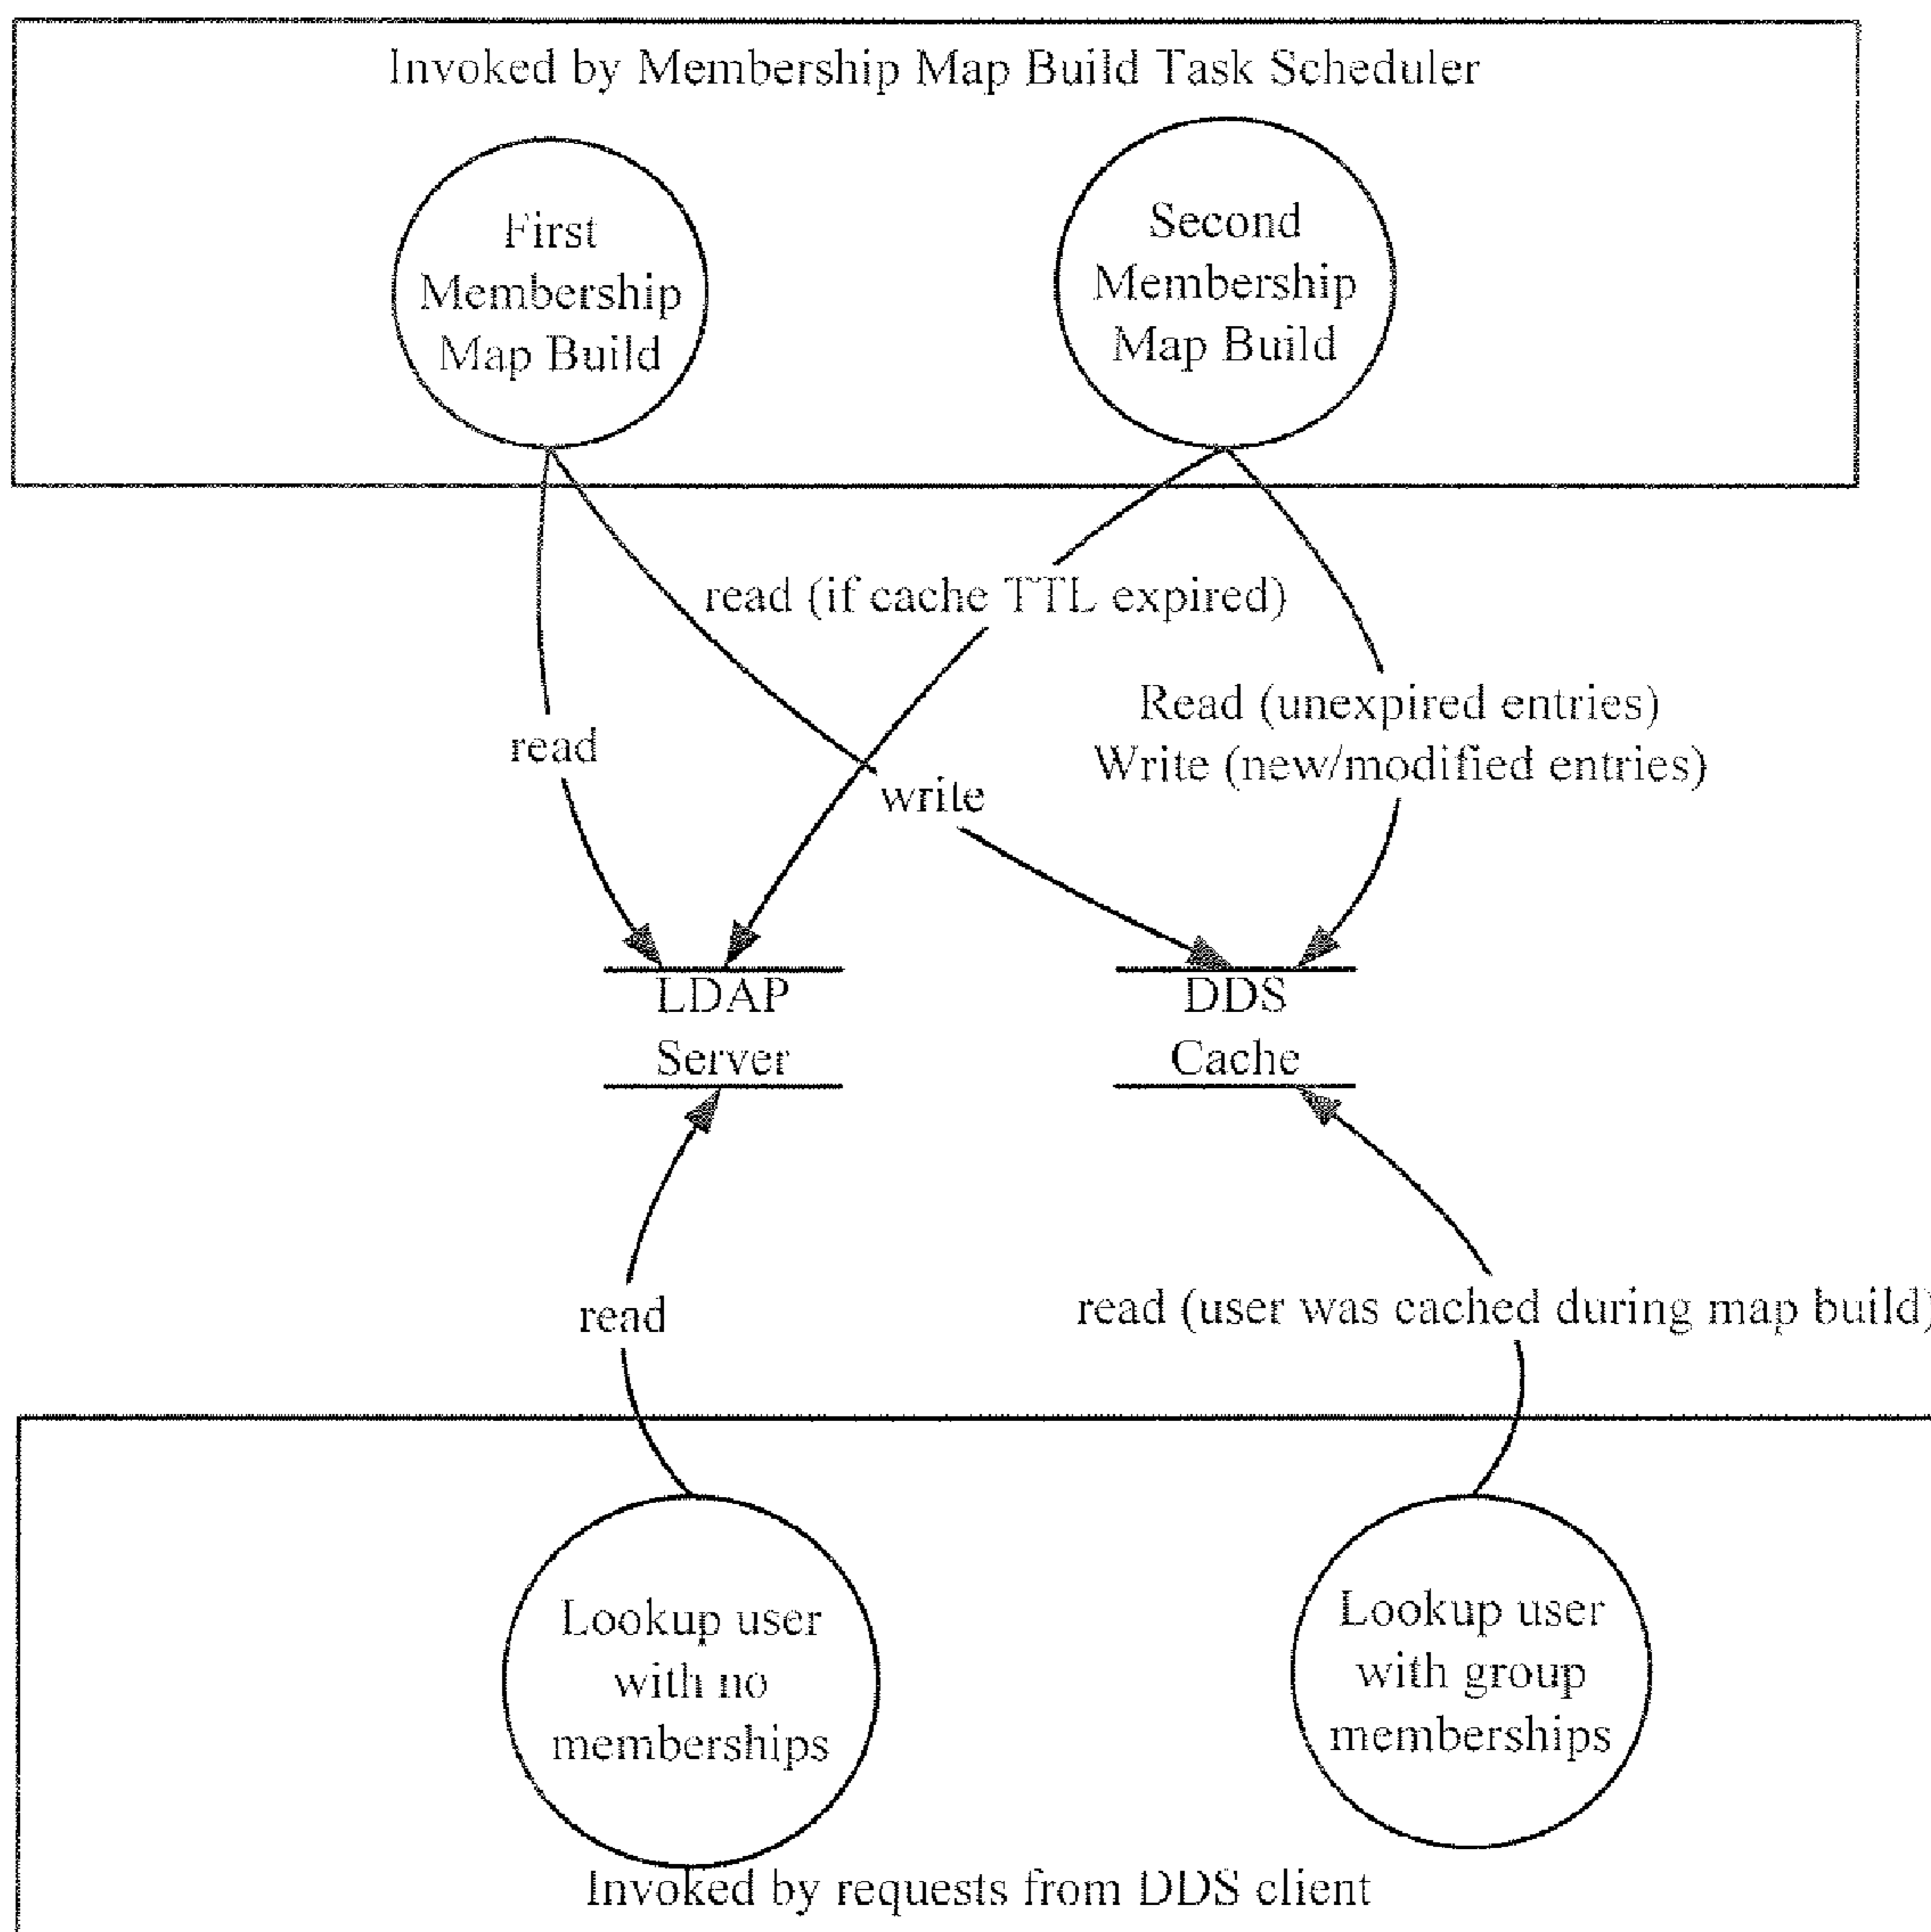 Invoked by Membership Map Build Task Scheduler
First
Membership
Map Build
Second
Membership
Map Build
read (if cache TTL expired)
Read (unexpired entries)
Write (new/modified entries)
read
write
LDAP
Server
DDS
Cache
read
read (user was cached during map build)
Lookup user
with no
memberships
Lookup user
with group
memberships
Invoked by requests from DDS client